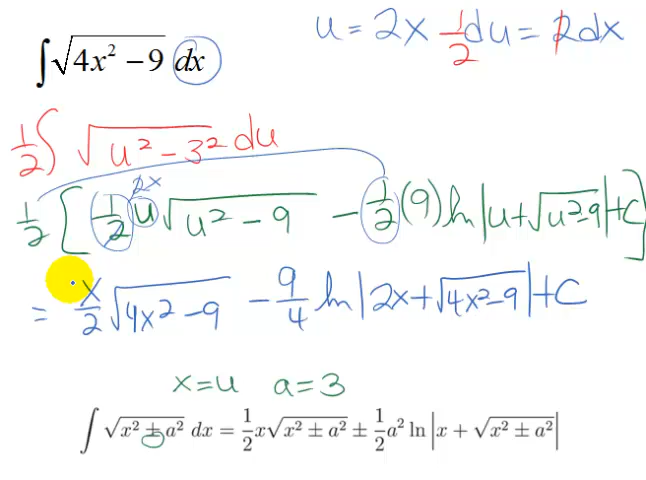 ∫√(4x² − 9) dx
u = 2x ½du = 2dx
½∫√(u² − 3²) du
2x
½[½u√(u² − 9) − ½(9)ln|u+√(u²−9)|+C]
= x/2 √(4x² − 9) − 9/4 ln|2x+√(4x²−9)|+C
x=u a=3
∫√(x² ± a²) dx = ½x√(x² ± a²) ± ½a² ln|x + √(x² ± a²)|